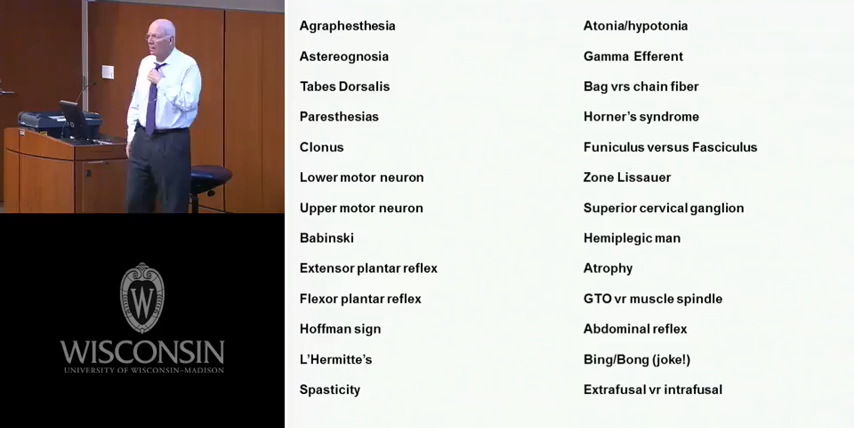 Agraphesthesia
Astereognosia
Tabes Dorsalis
Paresthesias
Clonus
Lower motor neuron
Upper motor neuron
Babinski
Extensor plantar reflex
Flexor plantar reflex
Hoffman sign
L'Hermitte's
Spasticity
Atonia/hypotonia
Gamma Efferent
Bag vrs chain fiber
Horner's syndrome
Funiculus versus Fasciculus
Zone Lissauer
Superior cervical ganglion
Hemiplegic man
Atrophy
GTO vr muscle spindle
Abdominal reflex
Bing/Bong (joke!)
Extrafusal vr intrafusal
W
WISCONSIN
UNIVERSITY OF WISCONSIN–MADISON